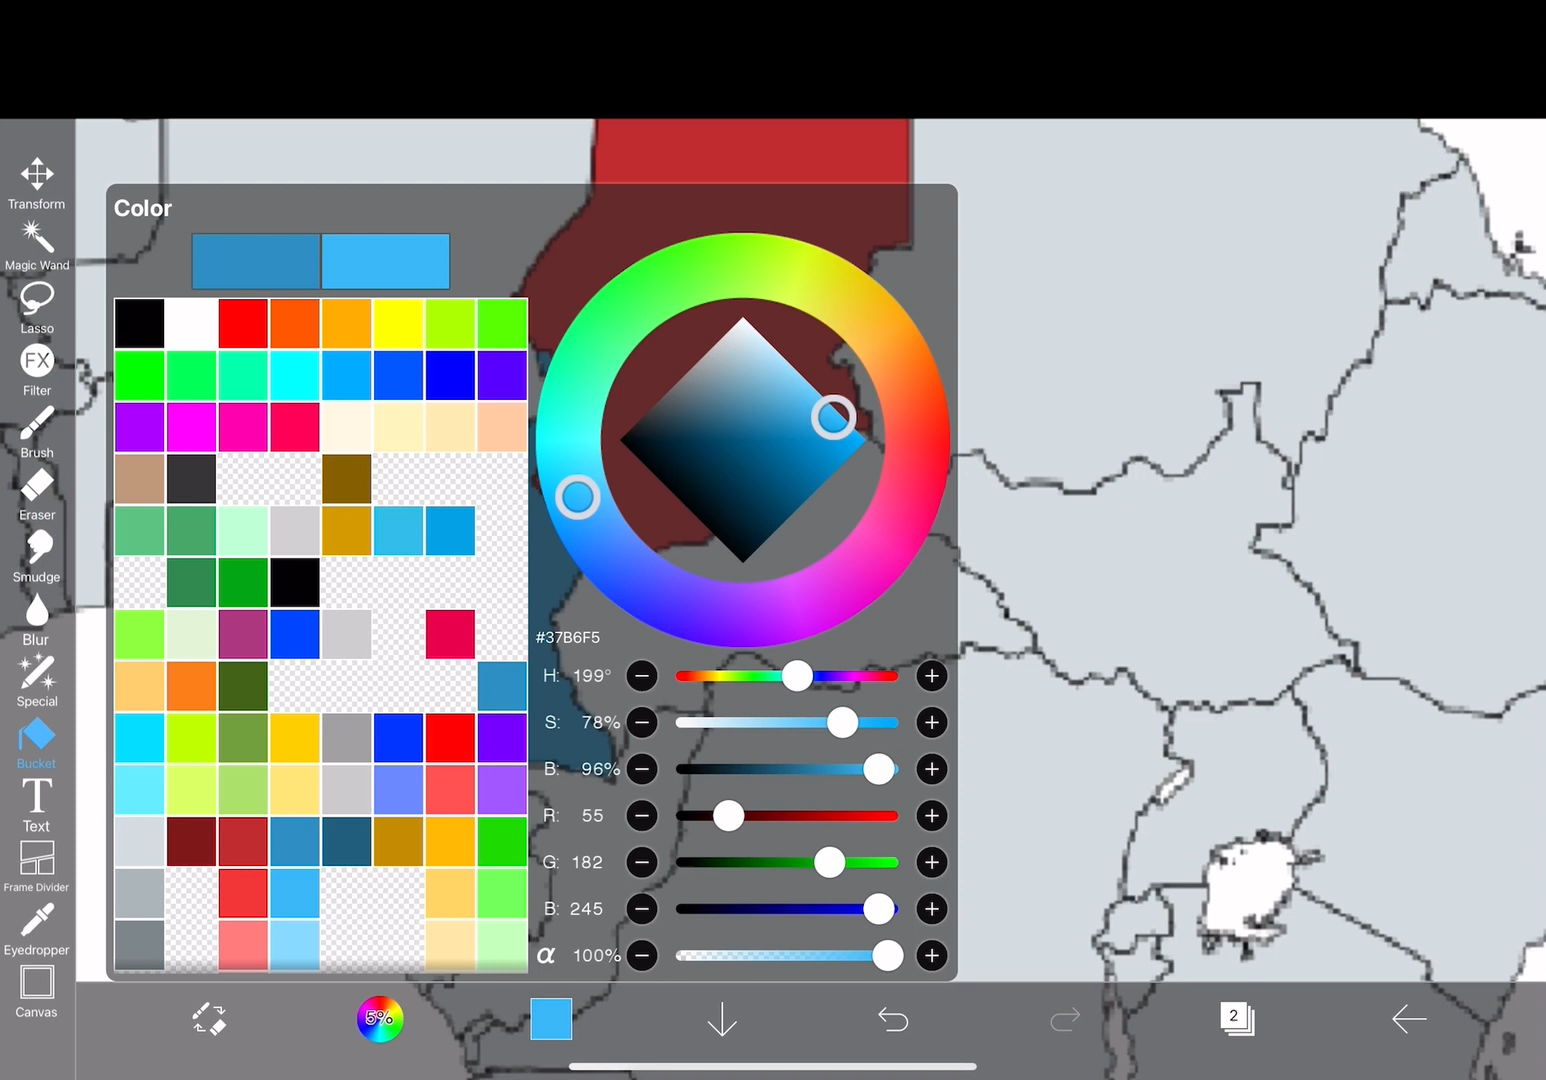 Color
Transform
Magic Wand
Lasso
FX
Filter
Brush
Eraser
Smudge
Blur
Special
Bucket
T
Text
Frame Divider
Eyedropper
Canvas
#37B6F5
H: 199°
S: 78%
B: 96%
R: 55
G: 182
B: 245
α 100%
5%
2